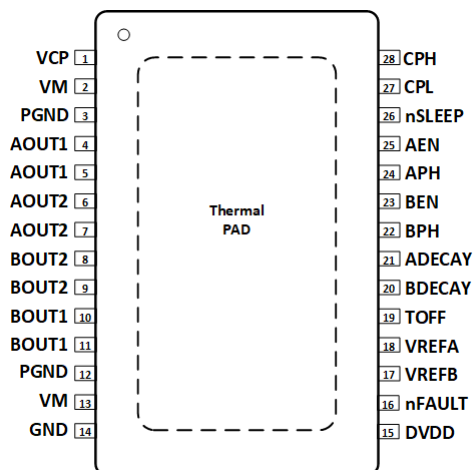 VCP 1 28 CPH
VM 2 27 CPL
PGND 3 26 nSLEEP
AOUT1 4 25 AEN
AOUT1 5 24 APH
AOUT2 6 23 BEN
AOUT2 7 22 BPH
BOUT2 8 21 ADECAY
BOUT2 9 20 BDECAY
BOUT1 10 19 TOFF
BOUT1 11 18 VREFA
PGND 12 17 VREFB
VM 13 16 nFAULT
GND 14 15 DVDD
Thermal
PAD